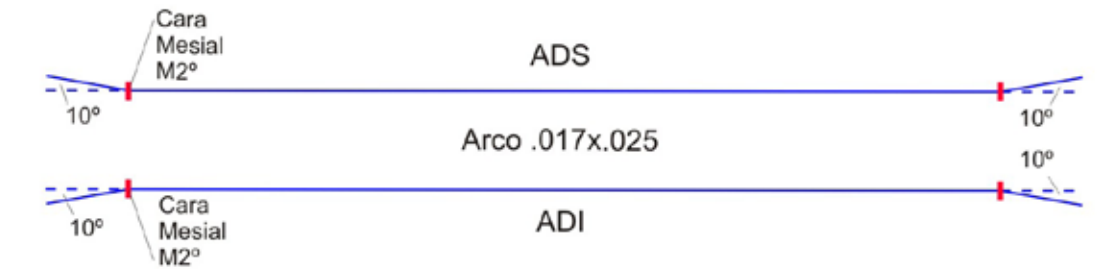 Cara
Mesial
M2º
ADS
10º
10º
Arco .017x.025
10º
10º
Cara
Mesial
M2º
ADI